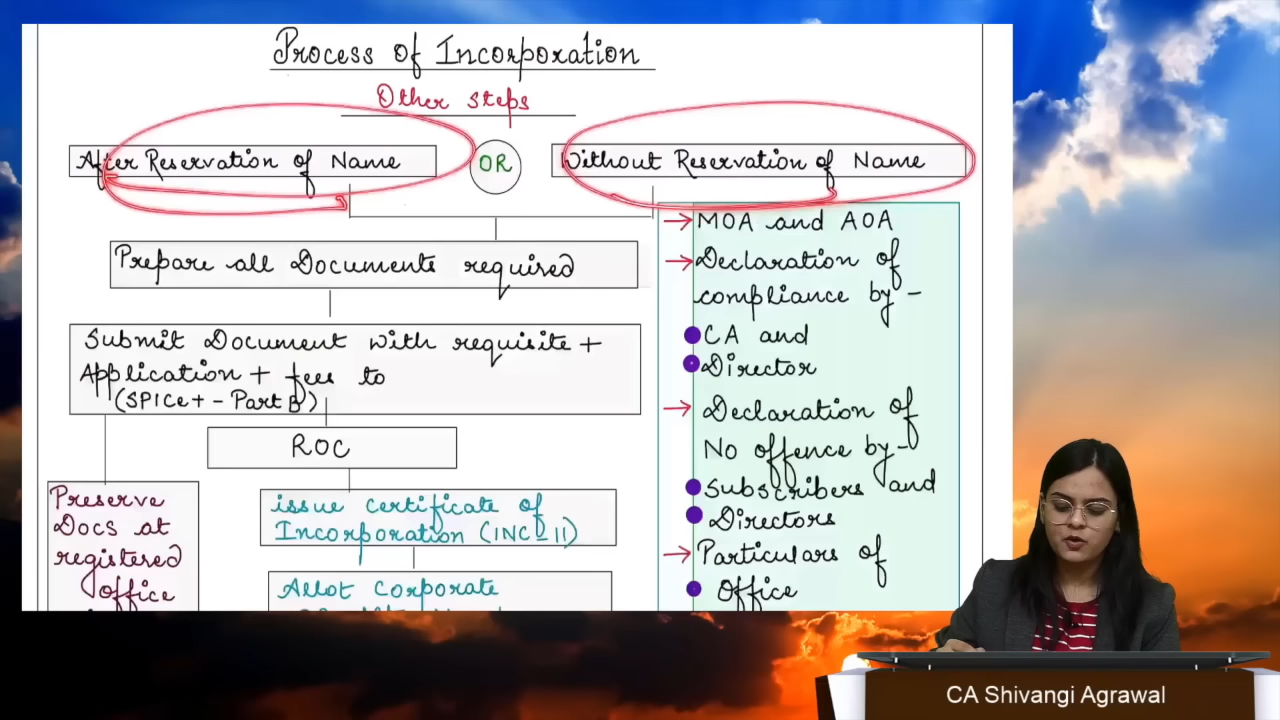 Process of Incorporation
Other steps
After Reservation of Name
OR
Without Reservation of Name
Prepare all Documents required
Submit Document with requisite +
Application + fees to
(SPICe+ - Part B)
ROC
Preserve
Docs at
registered
office
issue certificate of
Incorporation (INC-11)
Allot corporate
→ MOA and AOA
→ Declaration of
compliance by -
CA and
Director
→ Declaration of
No offence by -
Subscribers and
Directors
→ Particulars of
Office
CA Shivangi Agrawal